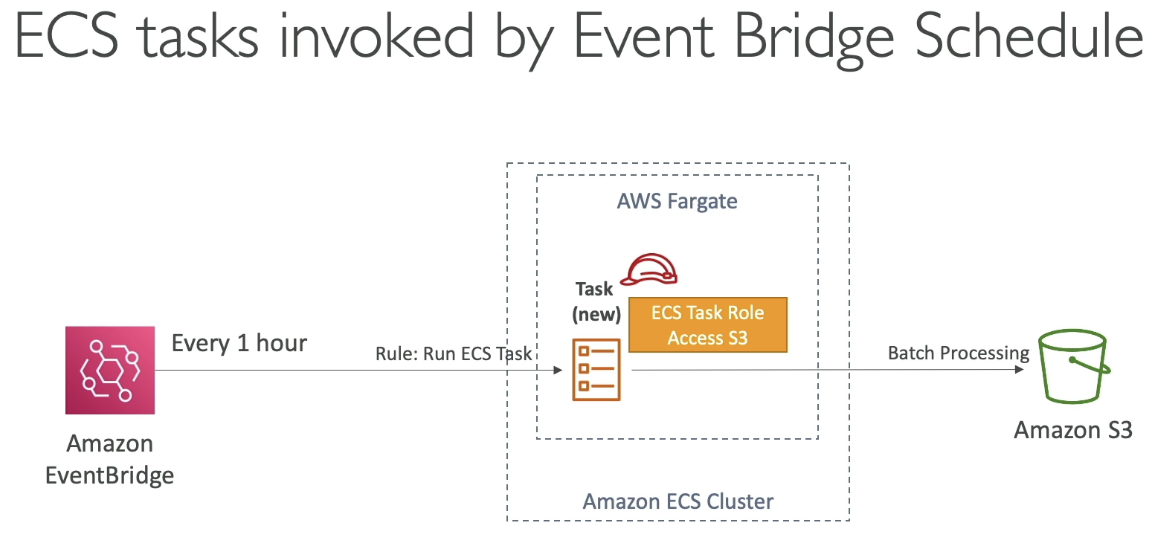 ECS tasks invoked by Event Bridge Schedule
AWS Fargate
Task
(new)
ECS Task Role
Access S3
Every 1 hour
Rule: Run ECS Task
Batch Processing
Amazon
EventBridge
Amazon S3
Amazon ECS Cluster